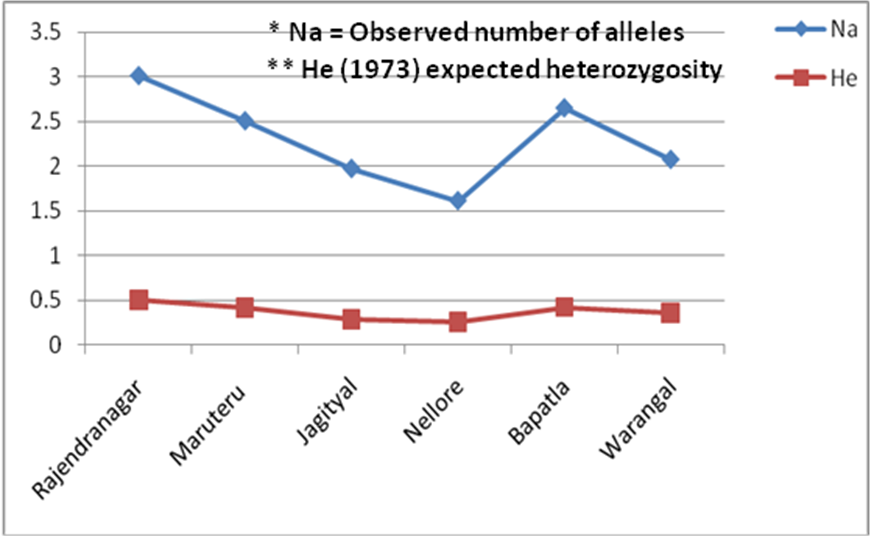 * Na = Observed number of alleles
** He (1973) expected heterozygosity
Na
He
3.5
3
2.5
2
1.5
1
0.5
0
Rajendranagar
Maruteru
Jagityal
Nellore
Bapatla
Warangal